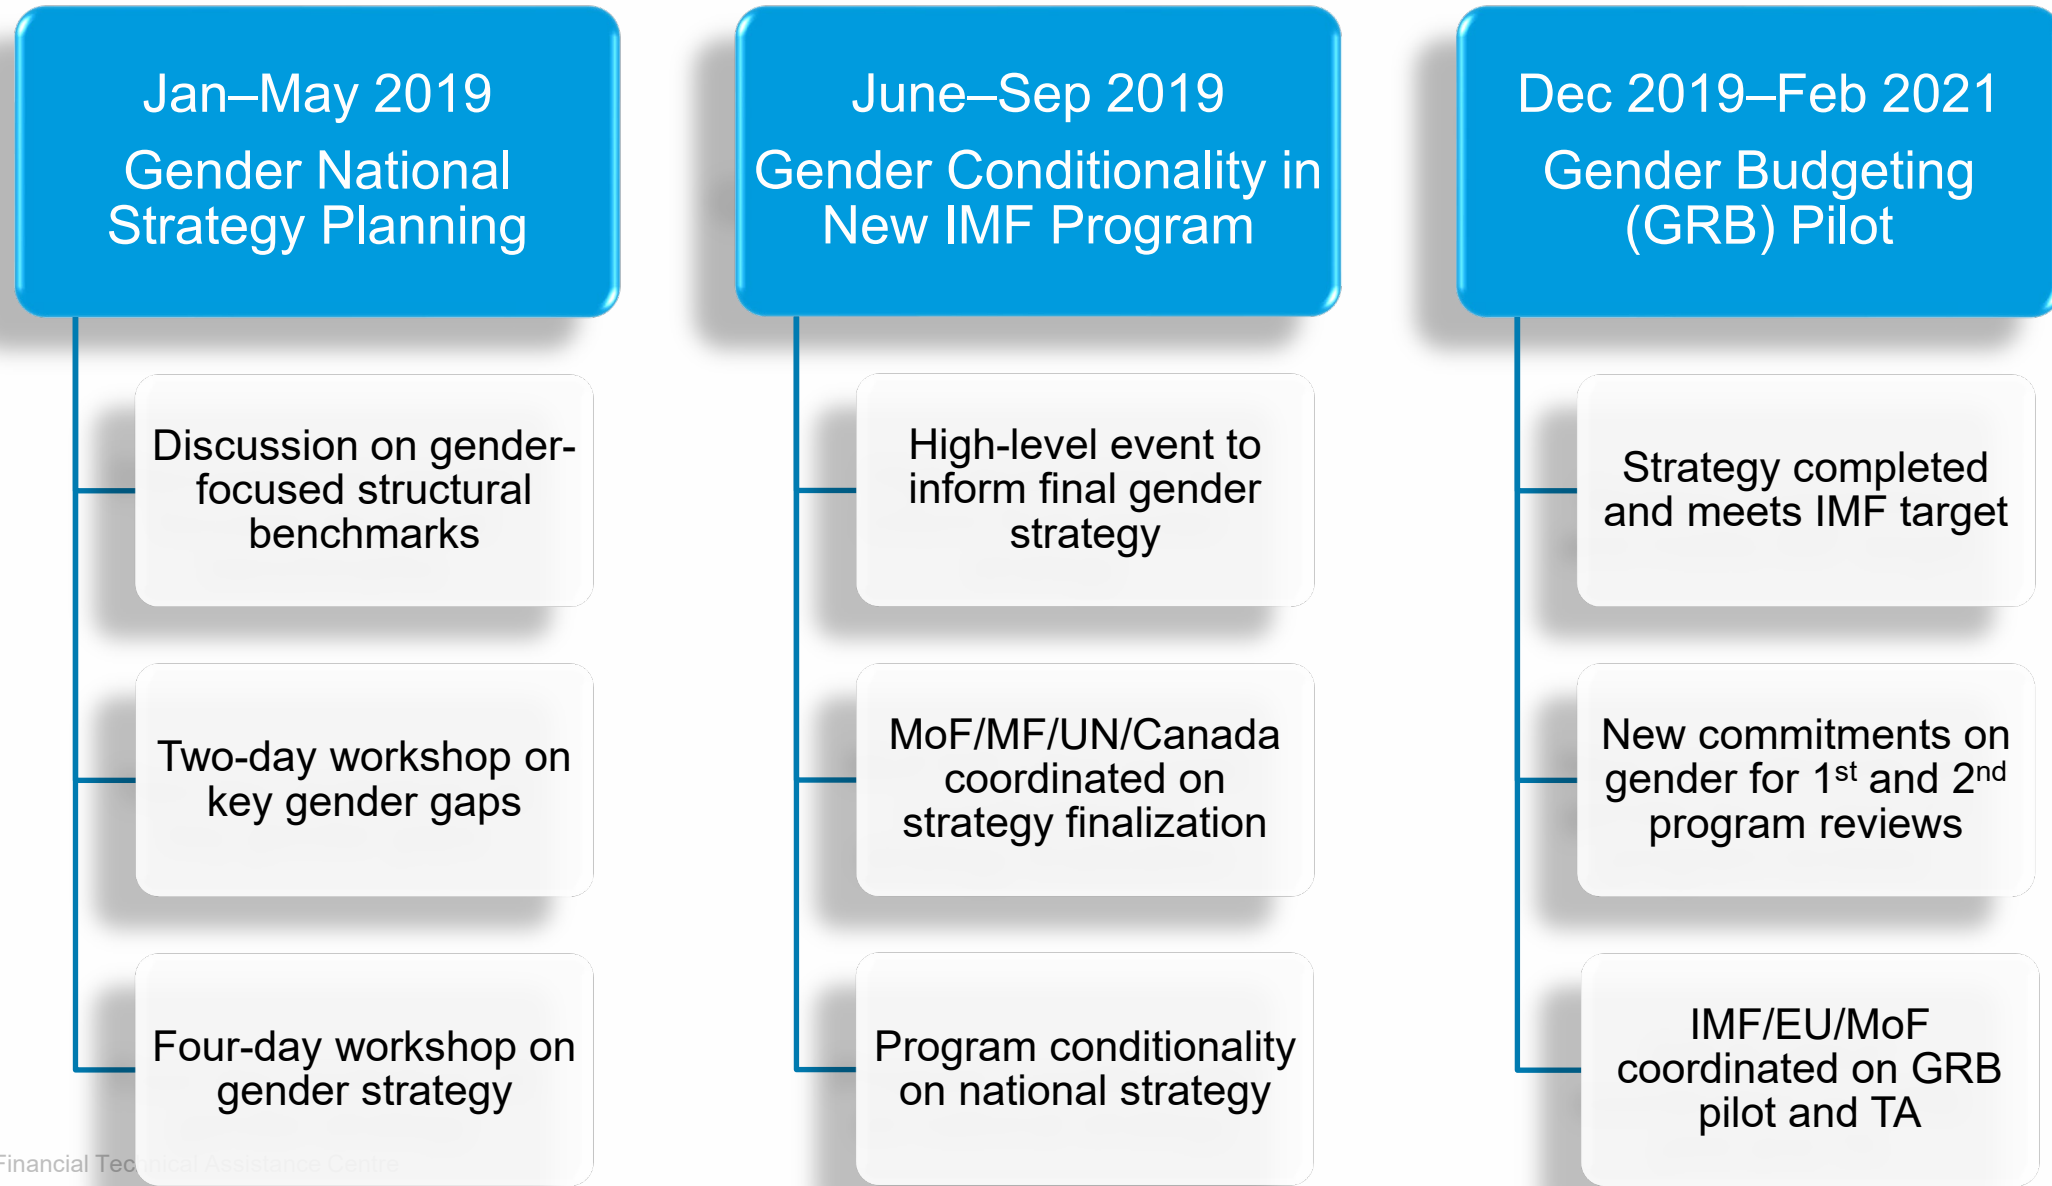 Jan–May 2019
Gender National
Strategy Planning
Discussion on gender-
focused structural
benchmarks
Two-day workshop on
key gender gaps
Four-day workshop on
gender strategy
June–Sep 2019
Gender Conditionality in
New IMF Program
High-level event to
inform final gender
strategy
MoF/MF/UN/Canada
coordinated on
strategy finalization
Program conditionality
on national strategy
Dec 2019–Feb 2021
Gender Budgeting
(GRB) Pilot
Strategy completed
and meets IMF target
New commitments on
gender for 1st and 2nd
program reviews
IMF/EU/MoF
coordinated on GRB
pilot and TA
Financial Technical Assistance Centre